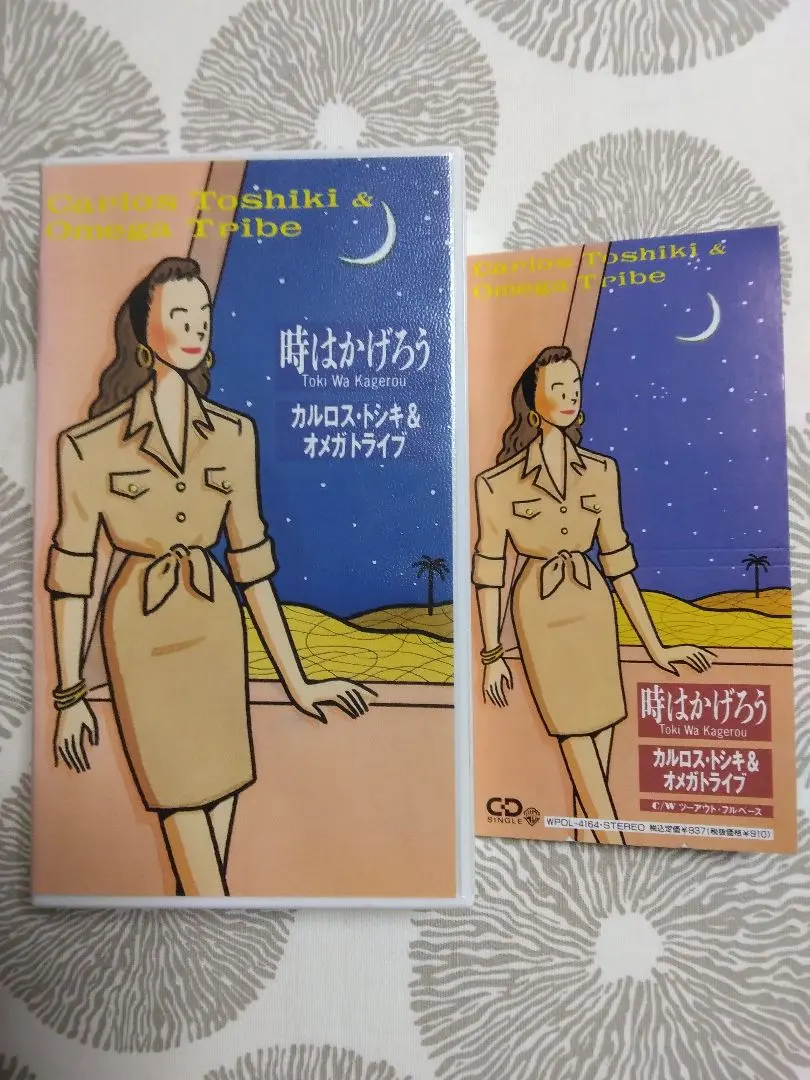 Carlos Toshiki &
Omega Tribe
時はかげろう
Toki Wa Kagerou
カルロス・トシキ&
オメガトライブ
Carlos Toshiki &
Omega Tribe
時はかげろう
Toki Wa Kagerou
カルロス・トシキ&
オメガトライブ
C/W ツーアウト・フルベース
CD
SINGLE
WPDL-4164・STEREO 税込定価¥937(税抜価格¥910)